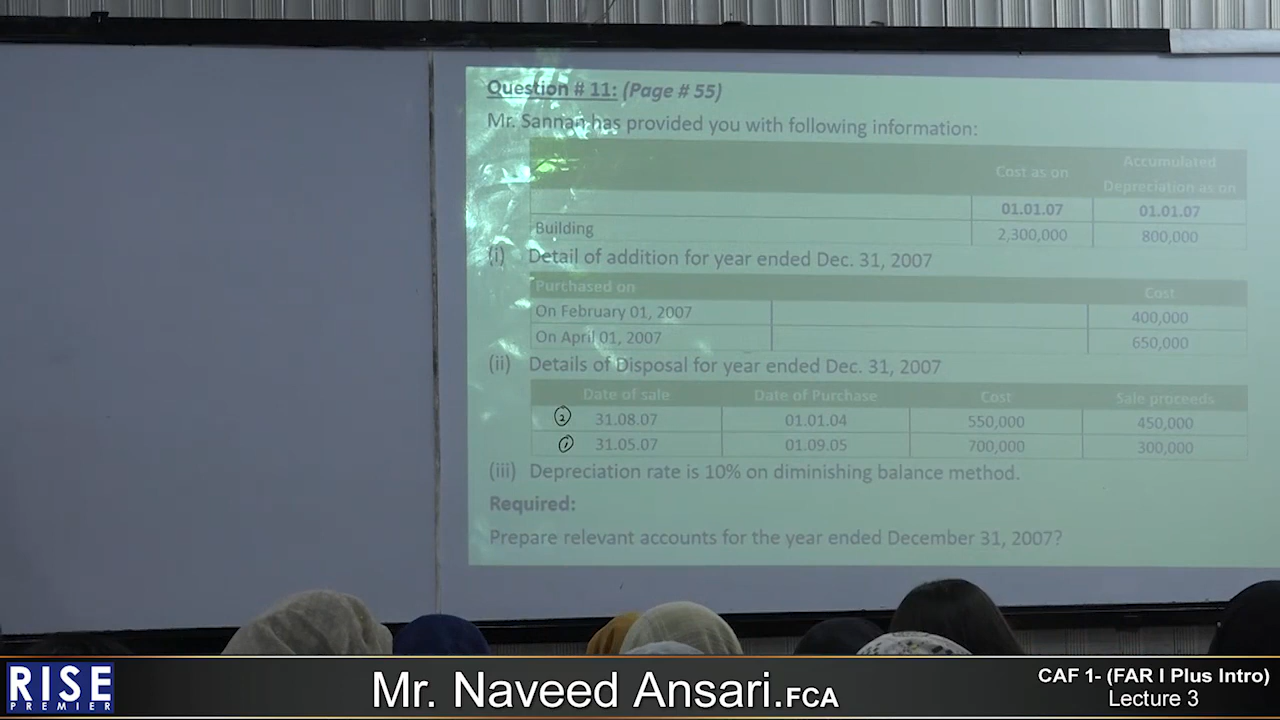 Question # 11: (Page # 55)
Mr. Sannan has provided you with following information:
Cost as on Accumulated Depreciation as on
01.01.07 01.01.07
Building 2,300,000 800,000
(i) Detail of addition for year ended Dec. 31, 2007
Purchased on Cost
On February 01, 2007 400,000
On April 01, 2007 650,000
(ii) Details of Disposal for year ended Dec. 31, 2007
Date of sale Date of Purchase Cost Sale proceeds
2 31.08.07 01.01.04 550,000 450,000
1 31.05.07 01.09.05 700,000 300,000
(iii) Depreciation rate is 10% on diminishing balance method.
Required:
Prepare relevant accounts for the year ended December 31, 2007?
RISE
PREMIER
Mr. Naveed Ansari.FCA
CAF 1- (FAR I Plus Intro)
Lecture 3